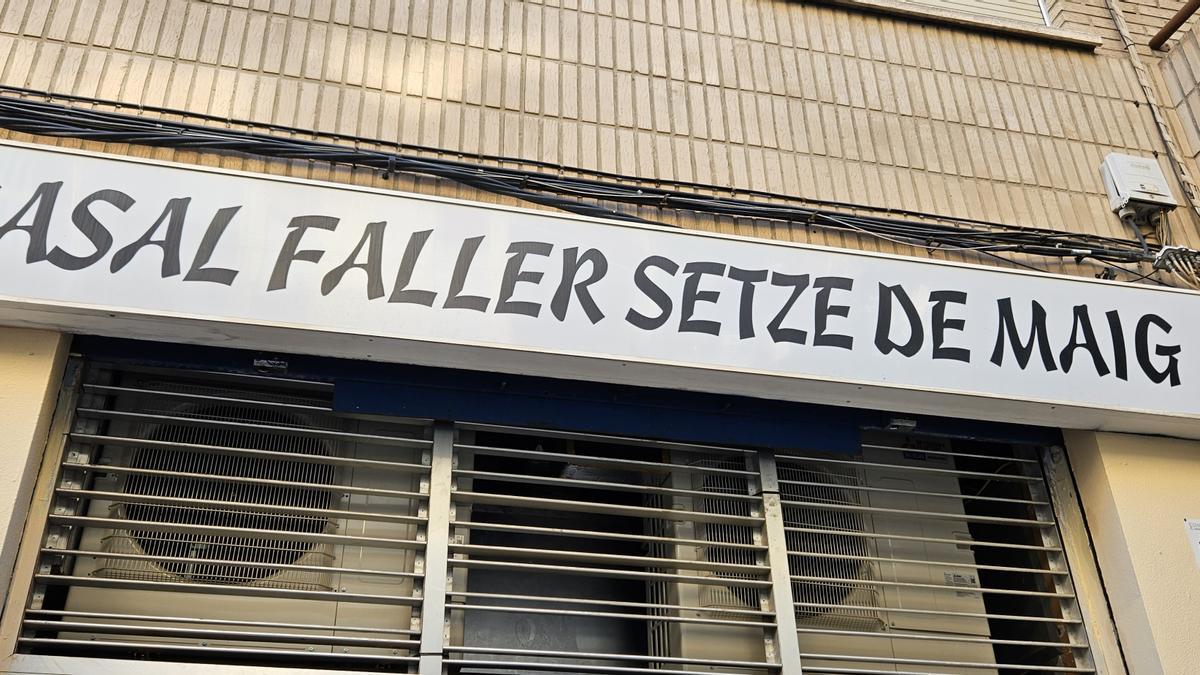 ASAL FALLER SETZE DE MAIG